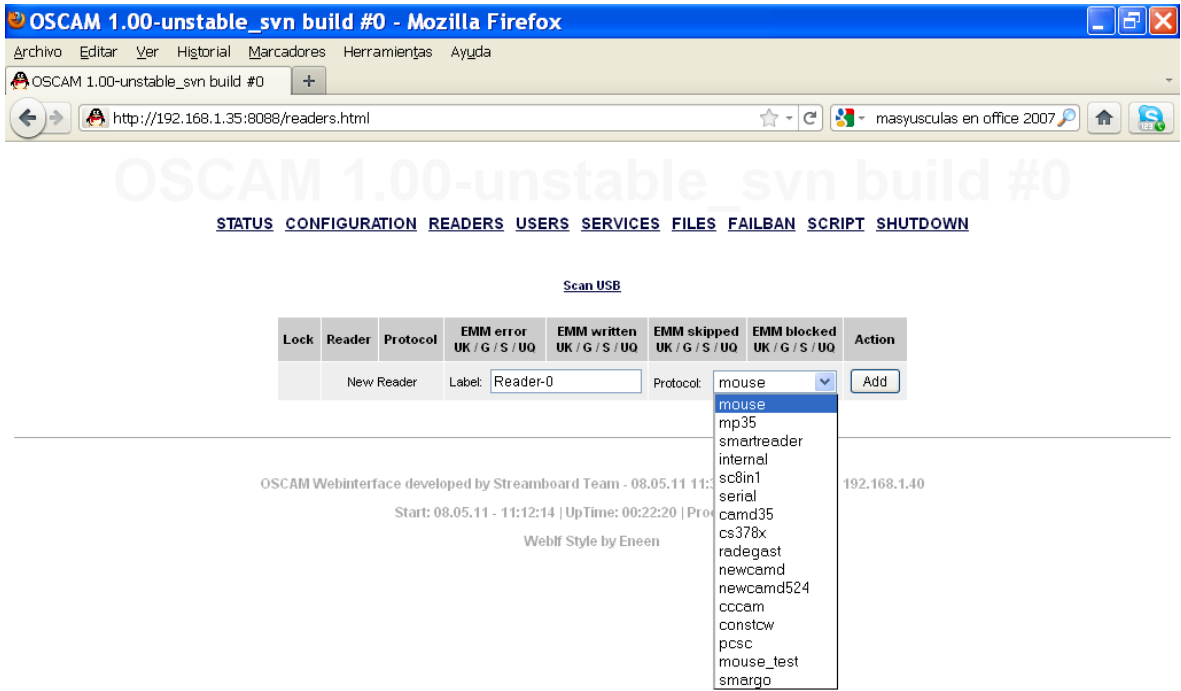 OSCAM 1.00-unstable_svn build #0 - Mozilla Firefox
Archivo Editar Ver Historial Marcadores Herramientas Ayuda
OSCAM 1.00-unstable_svn build #0 +
http://192.168.1.35:8088/readers.html masyusculas en office 2007
OSCAM 1.00-unstable_svn build #0
STATUS CONFIGURATION READERS USERS SERVICES FILES FAILBAN SCRIPT SHUTDOWN
Scan USB
Lock Reader Protocol EMM error UK / G / S / UQ EMM written UK / G / S / UQ EMM skipped UK / G / S / UQ EMM blocked UK / G / S / UQ Action
New Reader Label: Reader-0 Protocol: mouse Add
mouse
mp35
smartreader
internal
sc8in1
serial
camd35
cs378x
radegast
newcamd
newcamd524
cccam
constcw
pcsc
mouse_test
smargo
OSCAM Webinterface developed by Streamboard Team - 08.05.11 192.168.1.40
Start: 08.05.11 - 11:12:14 | UpTime: 00:22:20 |
WebIf Style by Eneen